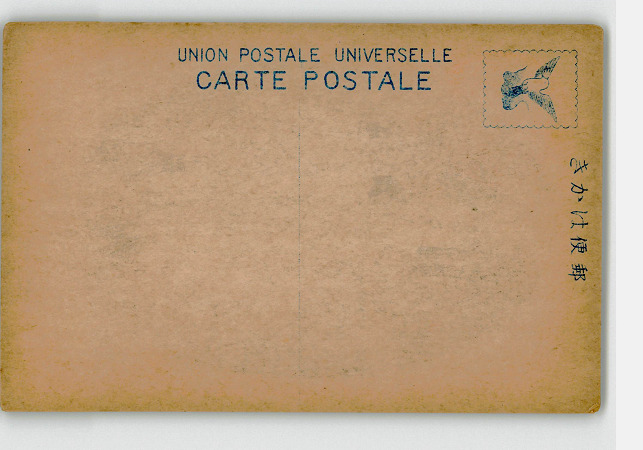 UNION POSTALE UNIVERSELLE
CARTE POSTALE
きかは便郵